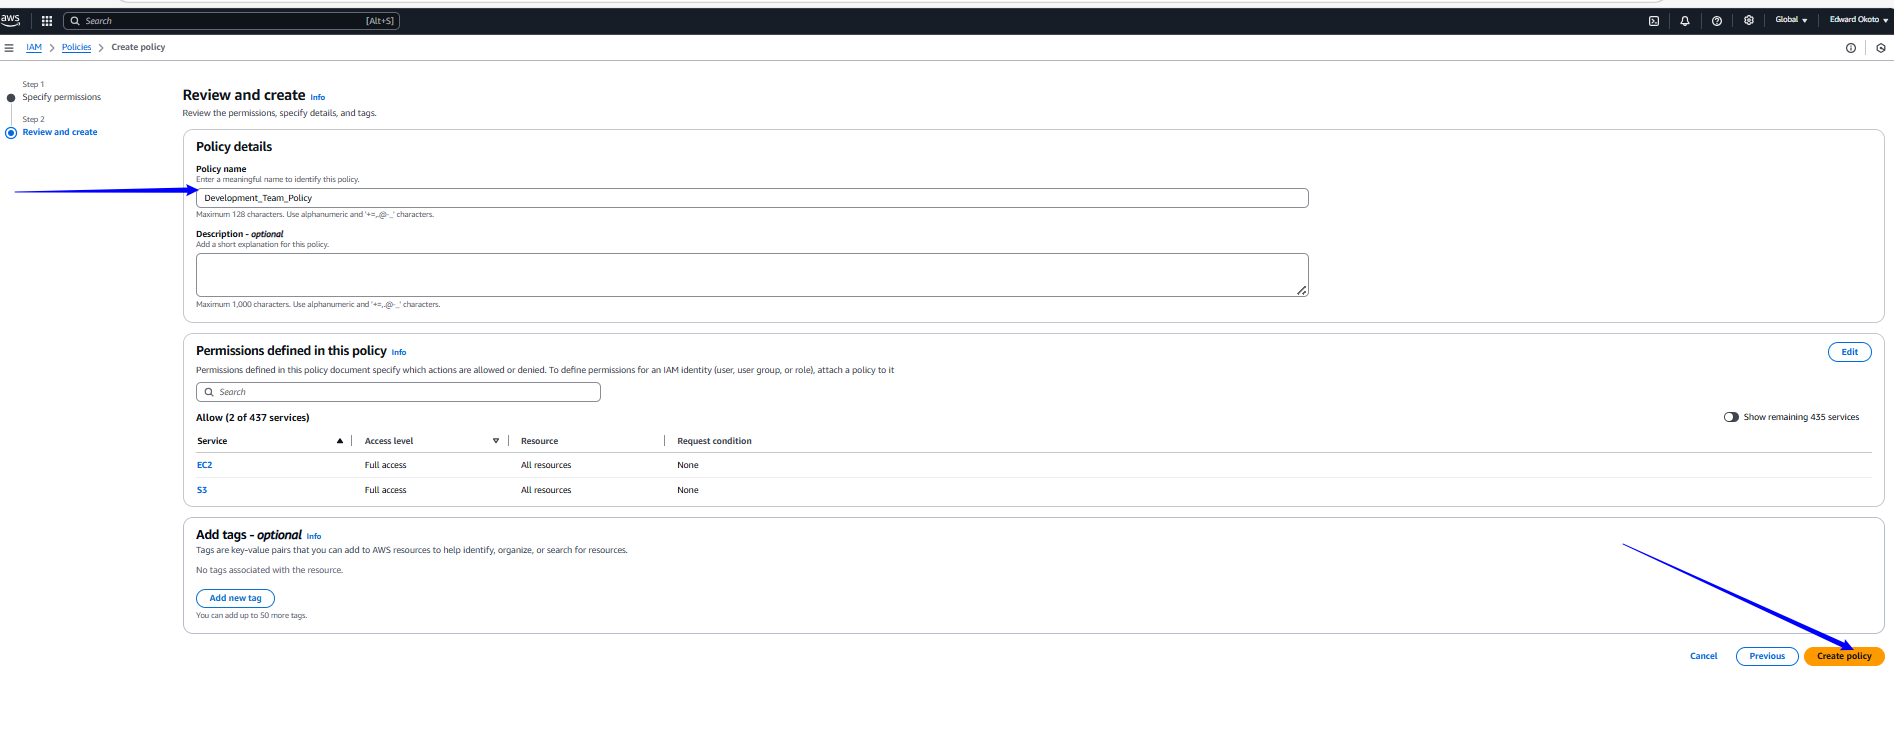 aws
Search [Alt+S]
Global Edward Okoto
IAM Policies Create policy
Step 1
Specify permissions
Step 2
Review and create
Review and create Info
Review the permissions, specify details, and tags.
Policy details
Policy name
Enter a meaningful name to identify this policy.
Development_Team_Policy
Maximum 128 characters. Use alphanumeric and '+=,.@-_' characters.
Description - optional
Add a short explanation for this policy.
Maximum 1,000 characters. Use alphanumeric and '+=,.@-_' characters.
Permissions defined in this policy Info
Edit
Permissions defined in this policy document specify which actions are allowed or denied. To define permissions for an IAM identity (user, user group, or role), attach a policy to it
Search
Allow (2 of 437 services)
Show remaining 435 services
Service Access level Resource Request condition
EC2 Full access All resources None
S3 Full access All resources None
Add tags - optional Info
Tags are key-value pairs that you can add to AWS resources to help identify, organize, or search for resources.
No tags associated with the resource.
Add new tag
You can add up to 50 more tags.
Cancel Previous Create policy